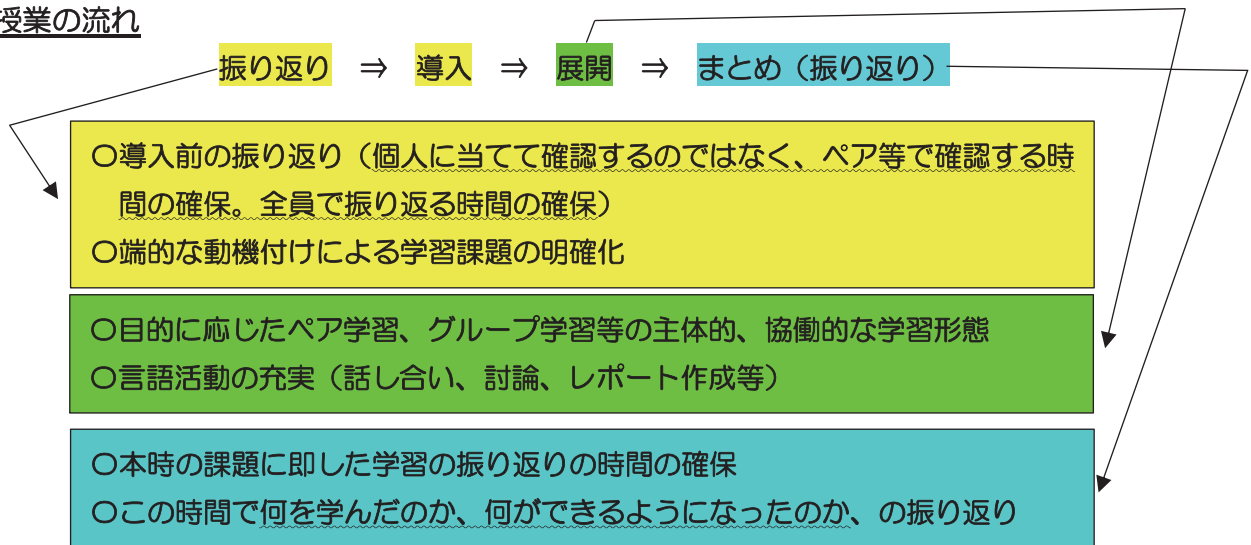 授業の流れ
振り返り ⇒ 導入 ⇒ 展開 ⇒ まとめ（振り返り）
〇導入前の振り返り（個人に当てて確認するのではなく、ペア等で確認する時
間の確保。全員で振り返る時間の確保）
〇端的な動機付けによる学習課題の明確化
〇目的に応じたペア学習、グループ学習等の主体的、協働的な学習形態
〇言語活動の充実（話し合い、討論、レポート作成等）
〇本時の課題に即した学習の振り返りの時間の確保
〇この時間で何を学んだのか、何ができるようになったのか、の振り返り